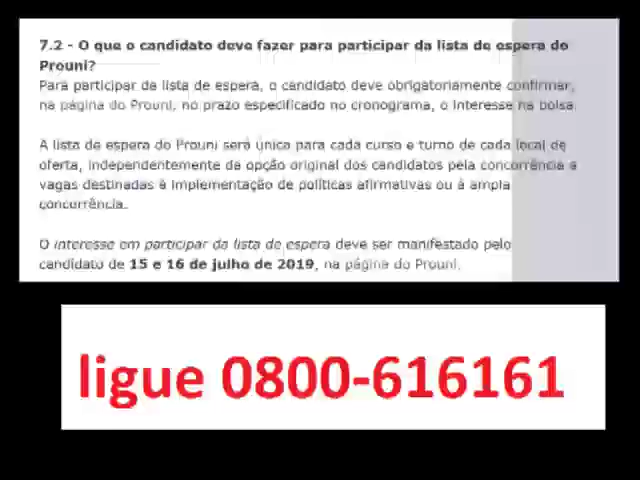 7.2 - O que o candidato deve fazer para participar da lista de espera do
Prouni?
Para participar da lista de espera, o candidato deve obrigatoriamente confirmar,
na página do Prouni, no prazo especificado no cronograma, o interesse na bolsa.
A lista de espera do Prouni será única para cada curso e turno de cada local de
oferta, independentemente da opção original dos candidatos pela concorrência a
vagas destinadas à implementação de políticas afirmativas ou à ampla
concorrência.
O interesse em participar da lista de espera deve ser manifestado pelo
candidato de 15 e 16 de julho de 2019, na página do Prouni.
ligue 0800-616161